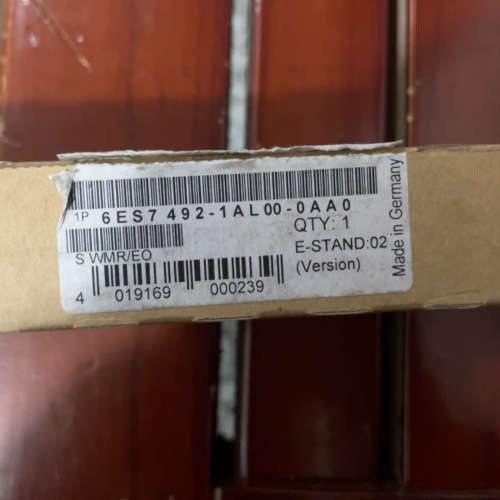 1P 6ES7 492-1AL00-0AA0
QTY: 1
S WMR/EO
E-STAND:02
(Version)
4 019169 000239
Made in Germany